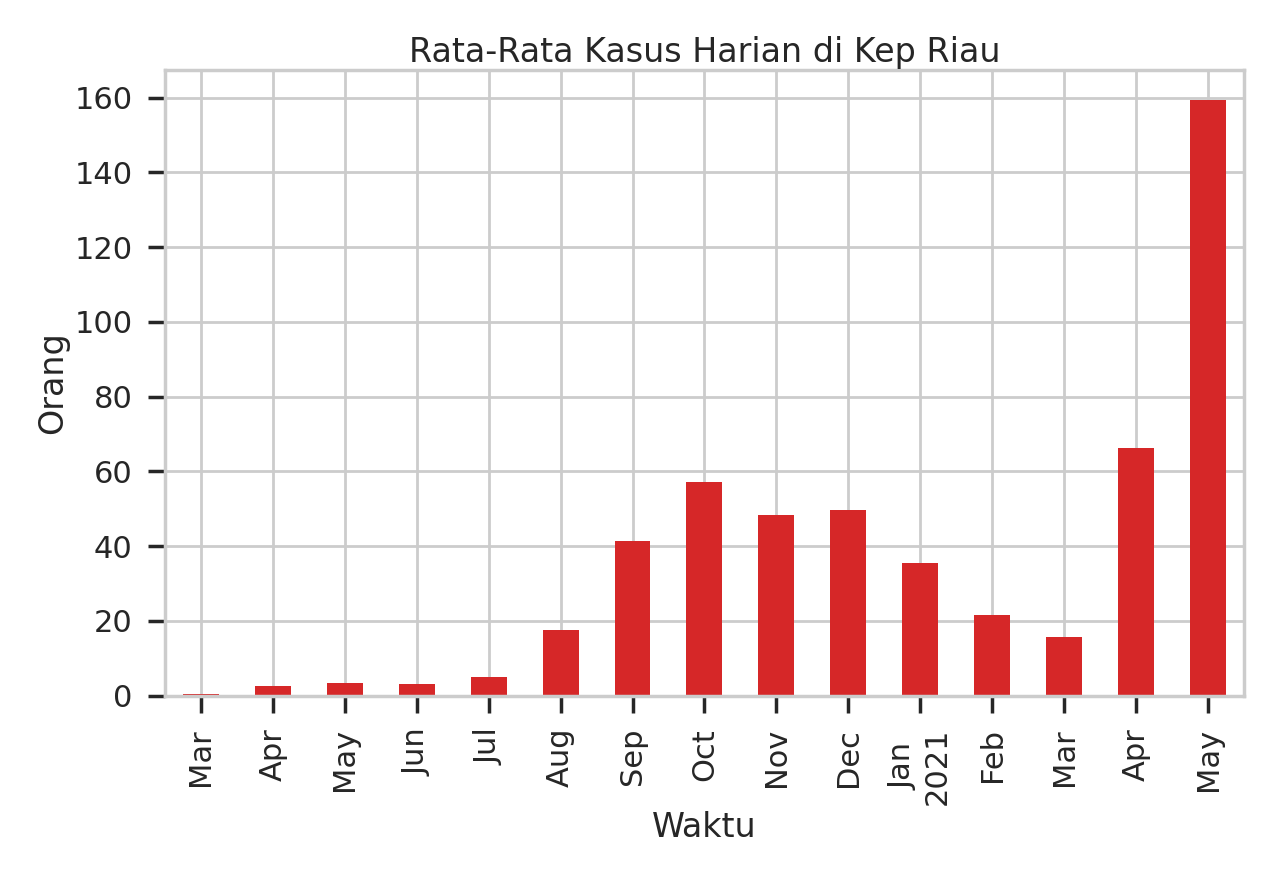 Rata-Rata Kasus Harian di Kep Riau
160
140
120
100
80
60
40
20
0
Orang
Mar
Apr
May
Jun
Jul
Aug
Sep
Oct
Nov
Dec
Jan
2021
Feb
Mar
Apr
May
Waktu